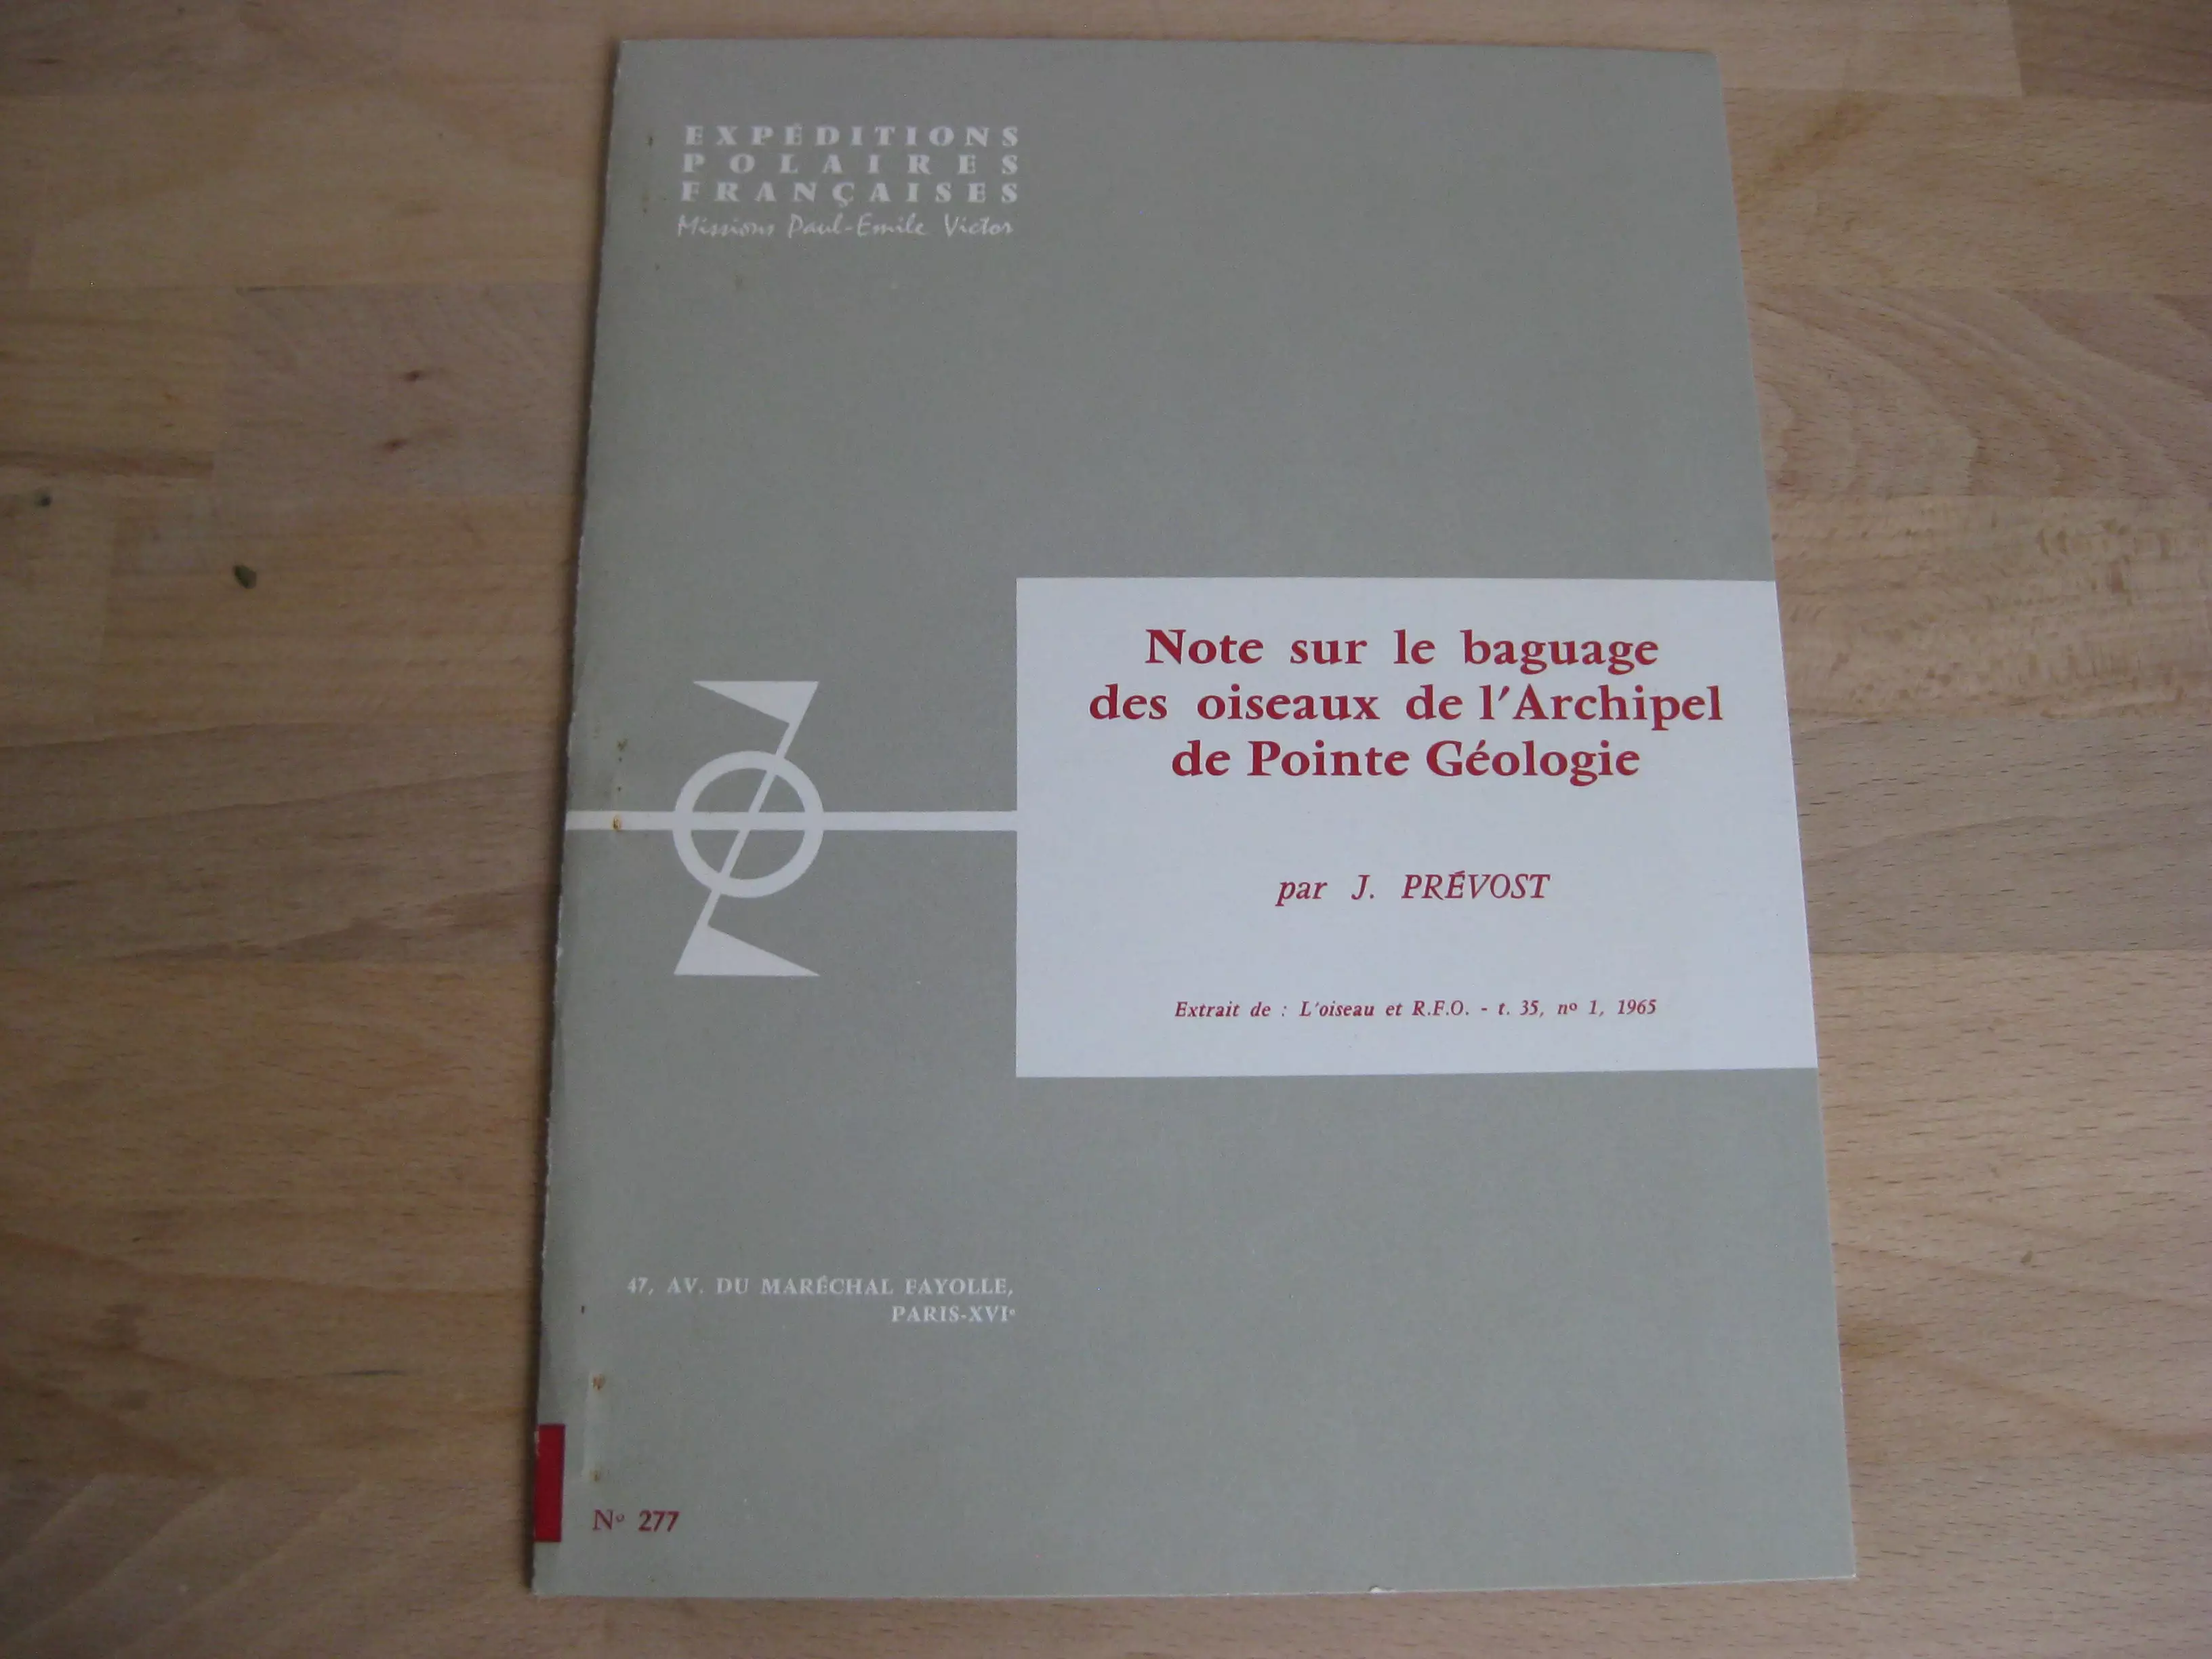 EXPÉDITIONS
POLAIRES
FRANÇAISES
Missions Paul-Emile Victor
Note sur le baguage
des oiseaux de l'Archipel
de Pointe Géologie
par J. PRÉVOST
Extrait de : L'oiseau et R.F.O. - t. 35, nº 1, 1965
47, AV. DU MARÉCHAL FAYOLLE,
PARIS-XVIᵉ
Nº 277